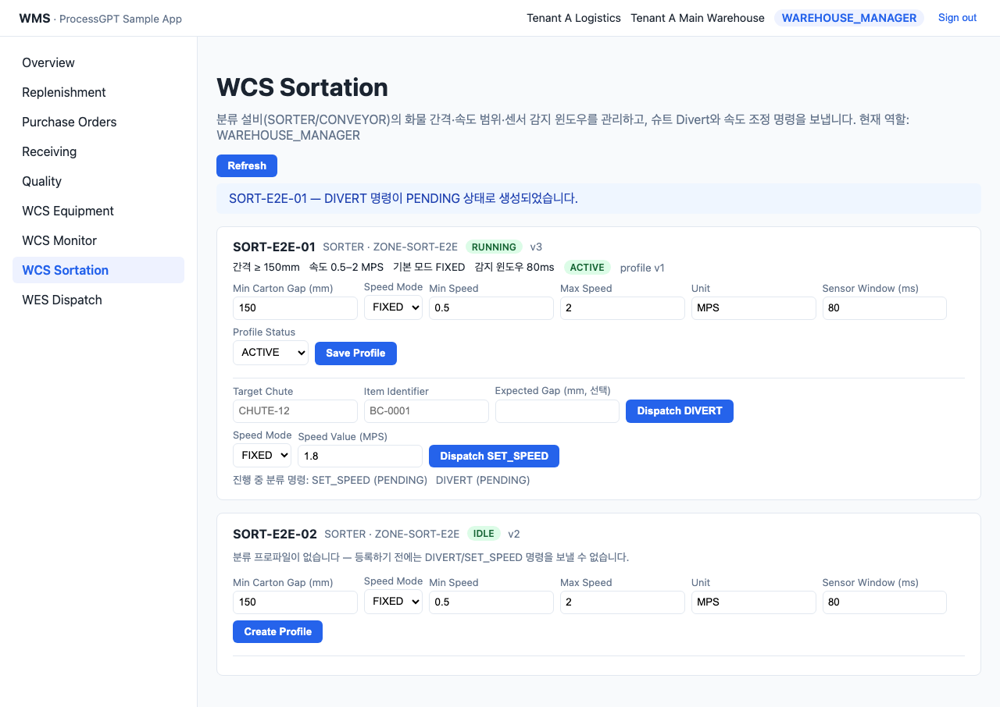 WMS · ProcessGPT Sample App
Tenant A Logistics Tenant A Main Warehouse WAREHOUSE_MANAGER Sign out
Overview
Replenishment
Purchase Orders
Receiving
Quality
WCS Equipment
WCS Monitor
WCS Sortation
WES Dispatch
WCS Sortation
분류 설비(SORTER/CONVEYOR)의 화물 간격·속도 범위·센서 감지 윈도우를 관리하고, 슈트 Divert와 속도 조정 명령을 보냅니다. 현재 역할:
WAREHOUSE_MANAGER
Refresh
SORT-E2E-01 — DIVERT 명령이 PENDING 상태로 생성되었습니다.
SORT-E2E-01 SORTER · ZONE-SORT-E2E RUNNING v3
간격 ≥ 150mm 속도 0.5–2 MPS 기본 모드 FIXED 감지 윈도우 80ms ACTIVE profile v1
Min Carton Gap (mm) Speed Mode Min Speed Max Speed Unit Sensor Window (ms)
150 FIXED 0.5 2 MPS 80
Profile Status
ACTIVE Save Profile
Target Chute Item Identifier Expected Gap (mm, 선택)
CHUTE-12 BC-0001 Dispatch DIVERT
Speed Mode Speed Value (MPS)
FIXED 1.8 Dispatch SET_SPEED
진행 중 분류 명령: SET_SPEED (PENDING) DIVERT (PENDING)
SORT-E2E-02 SORTER · ZONE-SORT-E2E IDLE v2
분류 프로파일이 없습니다 — 등록하기 전에는 DIVERT/SET_SPEED 명령을 보낼 수 없습니다.
Min Carton Gap (mm) Speed Mode Min Speed Max Speed Unit Sensor Window (ms)
150 FIXED 0.5 2 MPS 80
Create Profile